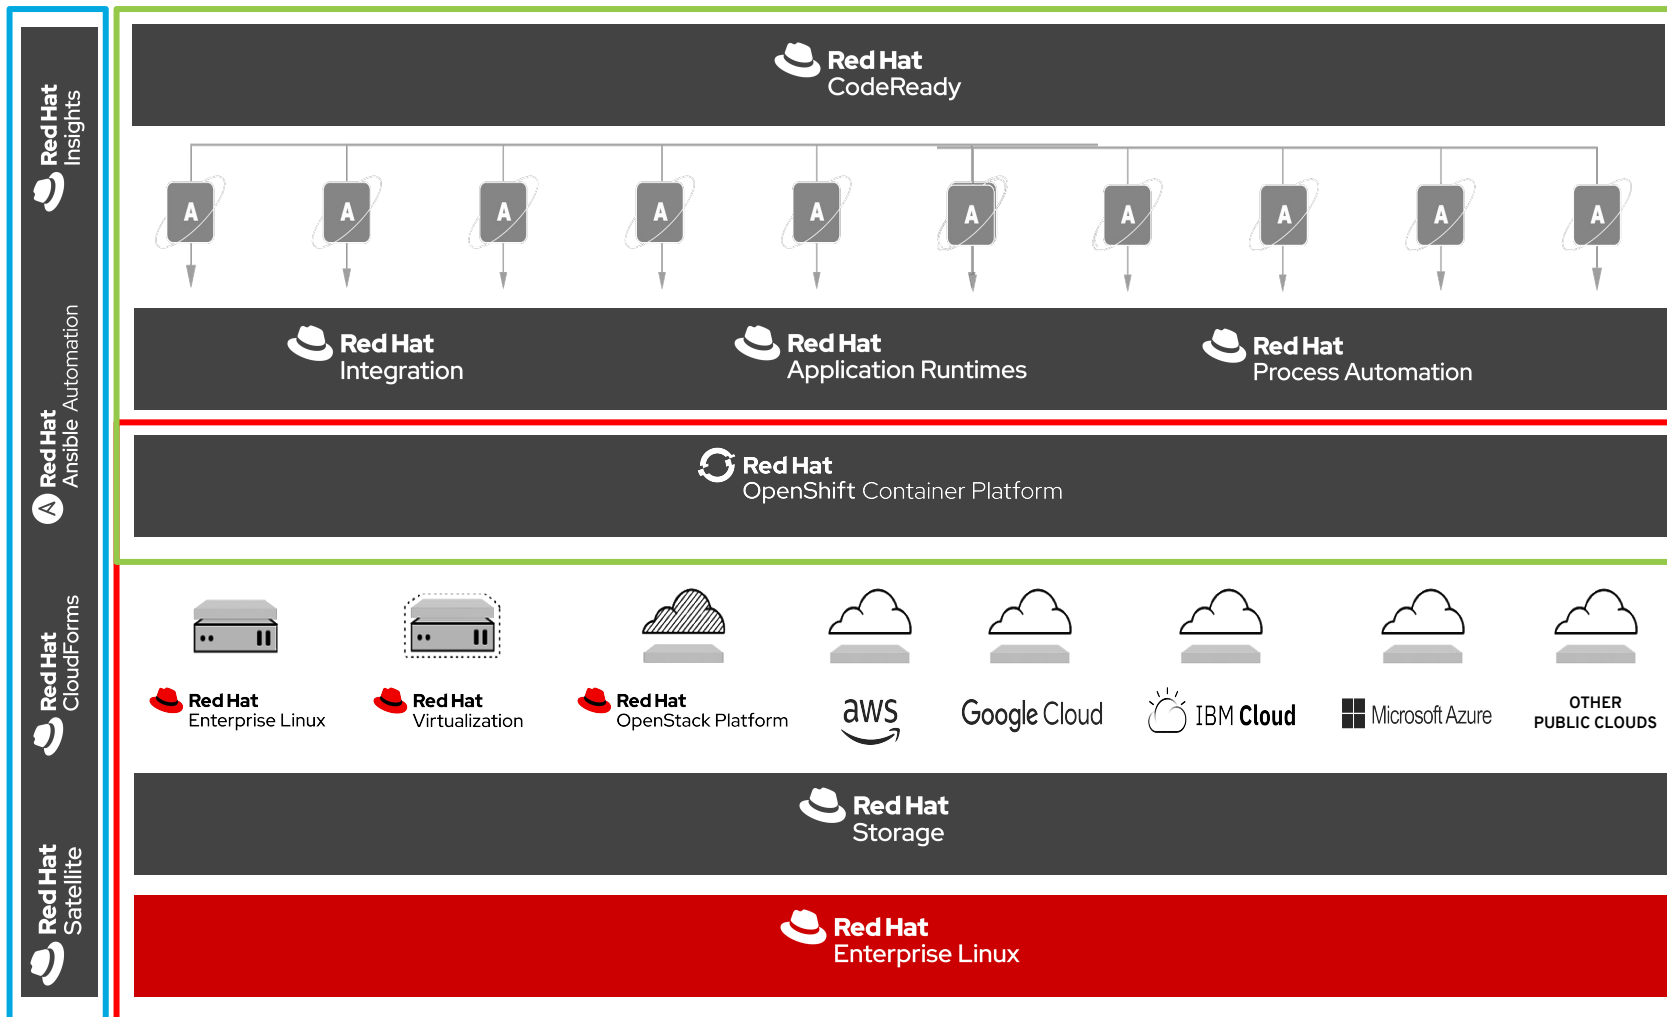 Red Hat
Insights
Red Hat
Ansible Automation
Red Hat
CloudForms
Red Hat
Satellite
Red Hat
CodeReady
A A A A A A A A A A
Red Hat
Integration
Red Hat
Application Runtimes
Red Hat
Process Automation
Red Hat
OpenShift Container Platform
Red Hat
Enterprise Linux
Red Hat
Virtualization
Red Hat
OpenStack Platform
aws
Google Cloud
IBM Cloud
Microsoft Azure
OTHER
PUBLIC CLOUDS
Red Hat
Storage
Red Hat
Enterprise Linux